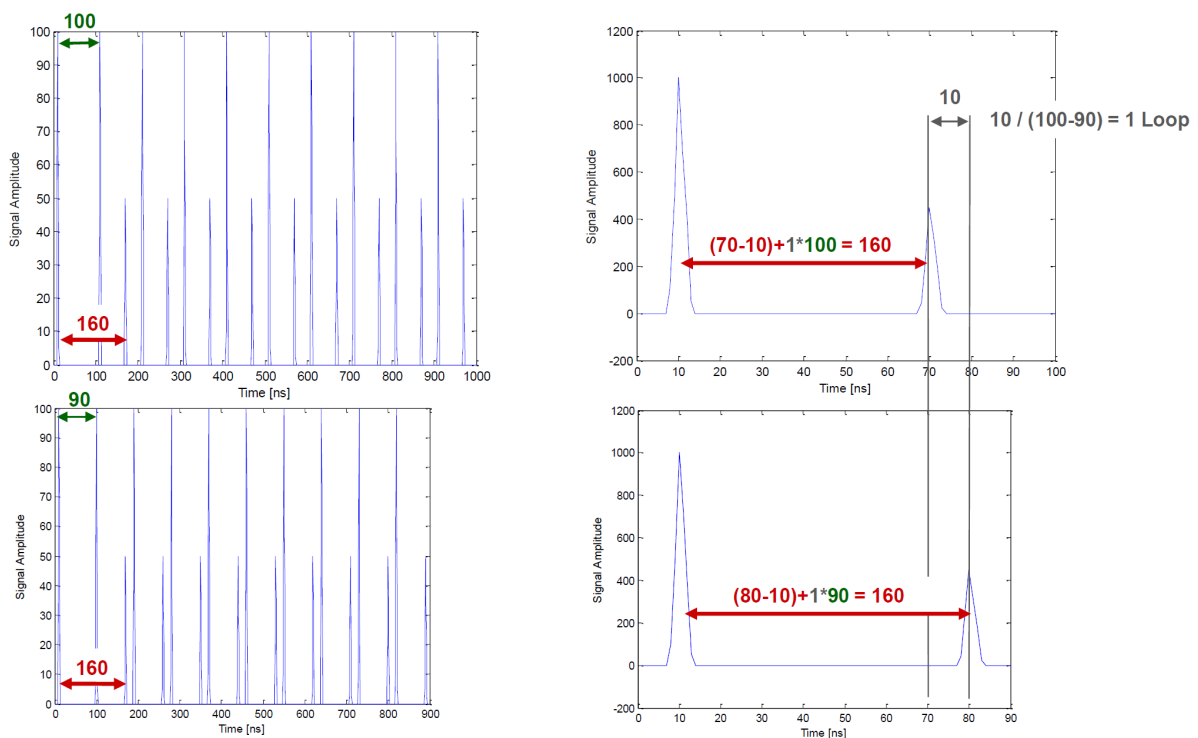 100
100
90
80
70
60
50
40
30
20
10
0
Signal Amplitude
160
0 100 200 300 400 500 600 700 800 900 1000
Time [ns]
1200
1000
800
600
400
200
0
-200
Signal Amplitude
10
10 / (100-90) = 1 Loop
(70-10)+1*100 = 160
0 10 20 30 40 50 60 70 80 90 100
Time [ns]
90
100
90
80
70
60
50
40
30
20
10
0
Signal Amplitude
160
0 100 200 300 400 500 600 700 800 900
Time [ns]
1200
1000
800
600
400
200
0
-200
Signal Amplitude
(80-10)+1*90 = 160
0 10 20 30 40 50 60 70 80 90
Time [ns]